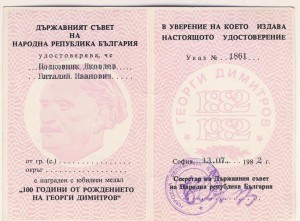 ДЪРЖАВНИЯТ СЪВЕТ
НА
НАРОДНА РЕПУБЛИКА БЪЛГАРИЯ
удостоверява, че
Полковник Яковлев
Виталий Иванович
от гр. (с.)
окръг
е награден с юбилеен медал
"100 ГОДИНИ ОТ РОЖДЕНИЕТО
НА ГЕОРГИ ДИМИТРОВ"
В УВЕРЕНИЕ НА КОЕТО ИЗДАВА
НАСТОЯЩОТО УДОСТОВЕРЕНИЕ
Указ № 1861
ГЕОРГИ ДИМИТРОВ
1882
1982
София, 13.07. 1982 г.
Секретар на Държавния съвет
на Народна република България